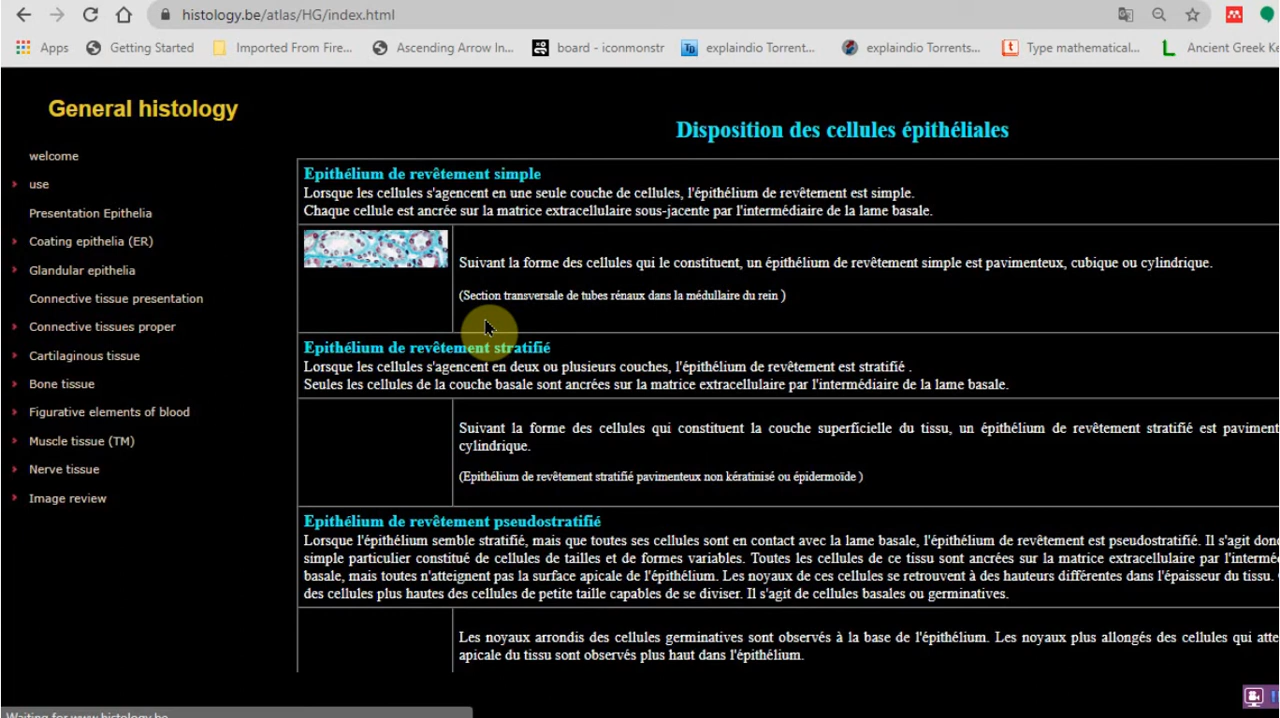 histology.be/atlas/HG/index.html
Apps Getting Started Imported From Fire... Ascending Arrow In... board - iconmonstr explaindio Torrent... explaindio Torrents... Type mathematical... Ancient Greek
General histology
welcome
use
Presentation Epithelia
Coating epithelia (ER)
Glandular epithelia
Connective tissue presentation
Connective tissues proper
Cartilaginous tissue
Bone tissue
Figurative elements of blood
Muscle tissue (TM)
Nerve tissue
Image review
Disposition des cellules épithéliales
Epithélium de revêtement simple
Lorsque les cellules s'agencent en une seule couche de cellules, l'épithélium de revêtement est simple.
Chaque cellule est ancrée sur la matrice extracellulaire sous-jacente par l'intermédiaire de la lame basale.
Suivant la forme des cellules qui le constituent, un épithélium de revêtement simple est pavimenteux, cubique ou cylindrique.
(Section transversale de tubes rénaux dans la médullaire du rein )
Epithélium de revêtement stratifié
Lorsque les cellules s'agencent en deux ou plusieurs couches, l'épithélium de revêtement est stratifié .
Seules les cellules de la couche basale sont ancrées sur la matrice extracellulaire par l'intermédiaire de la lame basale.
Suivant la forme des cellules qui constituent la couche superficielle du tissu, un épithélium de revêtement stratifié est paviment
cylindrique.
(Epithélium de revêtement stratifié pavimenteux non kératinisé ou épidermoïde )
Epithélium de revêtement pseudostratifié
Lorsque l'épithélium semble stratifié, mais que toutes ses cellules sont en contact avec la lame basale, l'épithélium de revêtement est pseudostratifié. Il s'agit donc
simple particulier constitué de cellules de tailles et de formes variables. Toutes les cellules de ce tissu sont ancrées sur la matrice extracellulaire par l'interméd
basale, mais toutes n'atteignent pas la surface apicale de l'épithélium. Les noyaux de ces cellules se retrouvent à des hauteurs différentes dans l'épaisseur du tissu.
des cellules plus hautes des cellules de petite taille capables de se diviser. Il s'agit de cellules basales ou germinatives.
Les noyaux arrondis des cellules germinatives sont observés à la base de l'épithélium. Les noyaux plus allongés des cellules qui atte
apicale du tissu sont observés plus haut dans l'épithélium.
Waiting for www.histology.be